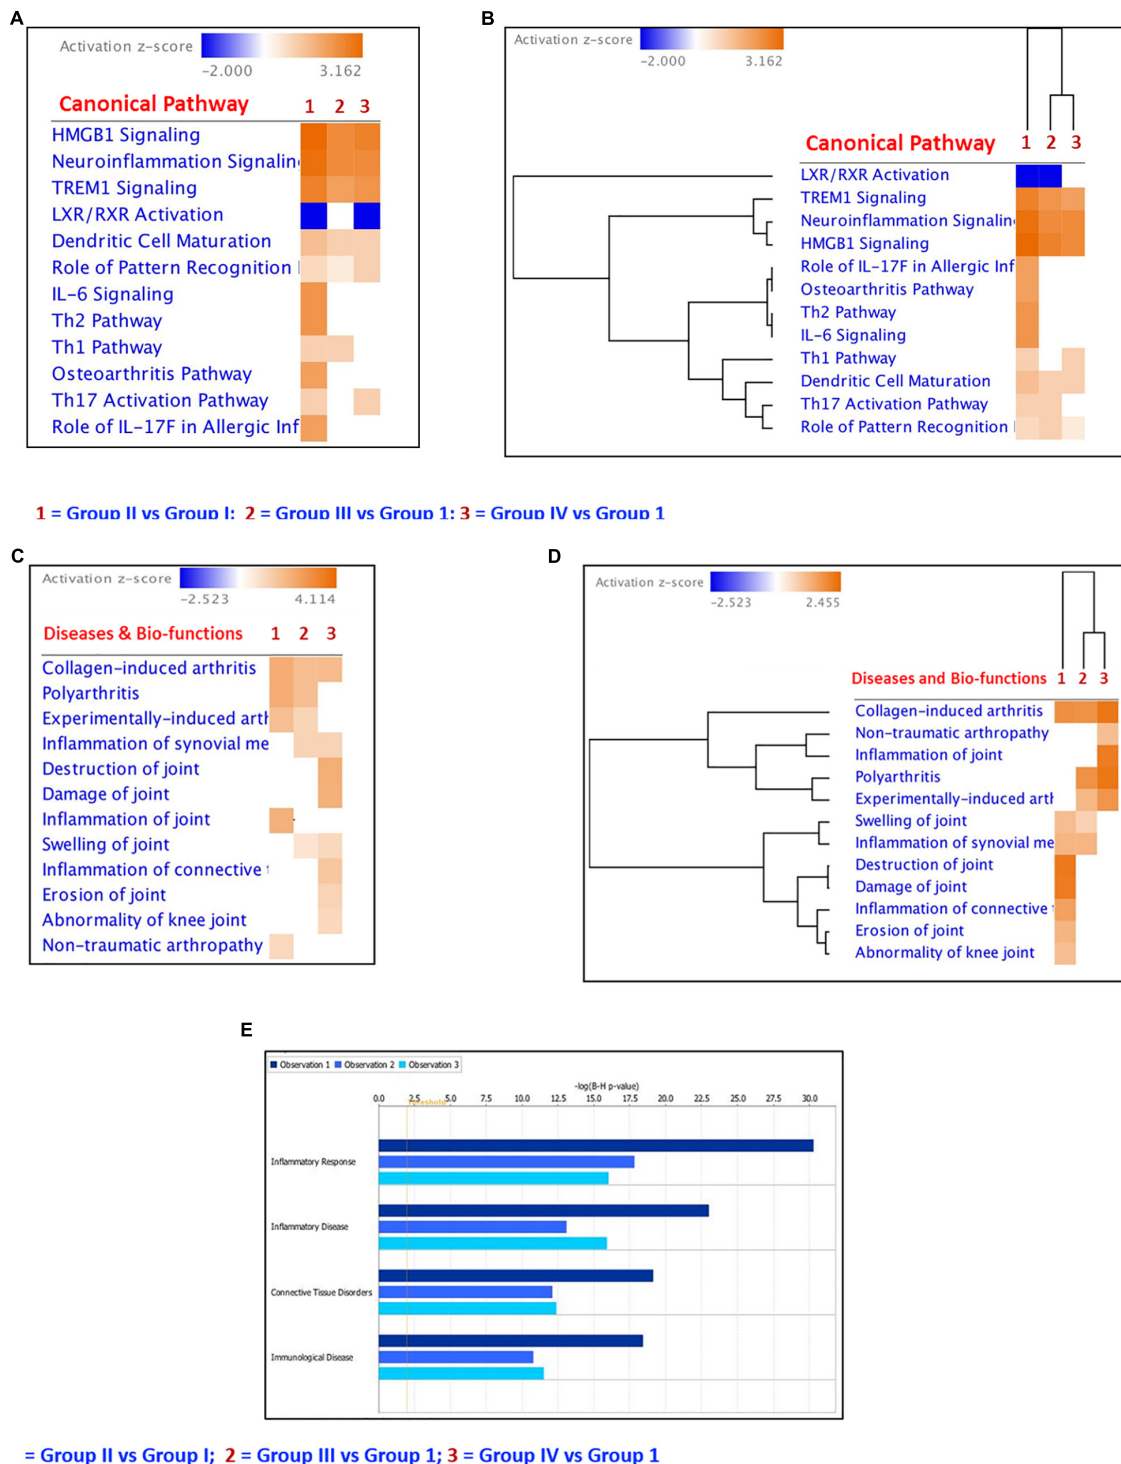 A
Activation z-score
-2.000 3.162
Canonical Pathway 1 2 3
HMGB1 Signaling
Neuroinflammation Signalin
TREM1 Signaling
LXR/RXR Activation
Dendritic Cell Maturation
Role of Pattern Recognition
IL-6 Signaling
Th2 Pathway
Th1 Pathway
Osteoarthritis Pathway
Th17 Activation Pathway
Role of IL-17F in Allergic Inf
B
Activation z-score
-2.000 3.162
Canonical Pathway 1 2 3
LXR/RXR Activation
TREM1 Signaling
Neuroinflammation Signalin
HMGB1 Signaling
Role of IL-17F in Allergic Inf
Osteoarthritis Pathway
Th2 Pathway
IL-6 Signaling
Th1 Pathway
Dendritic Cell Maturation
Th17 Activation Pathway
Role of Pattern Recognition
1 = Group II vs Group I; 2 = Group III vs Group 1; 3 = Group IV vs Group 1
C
Activation z-score
-2.523 4.114
Diseases & Bio-functions 1 2 3
Collagen-induced arthritis
Polyarthritis
Experimentally-induced arth
Inflammation of synovial me
Destruction of joint
Damage of joint
Inflammation of joint
Swelling of joint
Inflammation of connective t
Erosion of joint
Abnormality of knee joint
Non-traumatic arthropathy
D
Activation z-score
-2.523 2.455
Diseases and Bio-functions 1 2 3
Collagen-induced arthritis
Non-traumatic arthropathy
Inflammation of joint
Polyarthritis
Experimentally-induced arth
Swelling of joint
Inflammation of synovial me
Destruction of joint
Damage of joint
Inflammation of connective t
Erosion of joint
Abnormality of knee joint
E
Observation 1 Observation 2 Observation 3
-log(B-H p-value)
0.0 2.5 5.0 7.5 10.0 12.5 15.0 17.5 20.0 22.5 25.0 27.5 30.0
Threshold
Inflammatory Response
Inflammatory Disease
Connective Tissue Disorders
Immunological Disease
= Group II vs Group I; 2 = Group III vs Group 1; 3 = Group IV vs Group 1